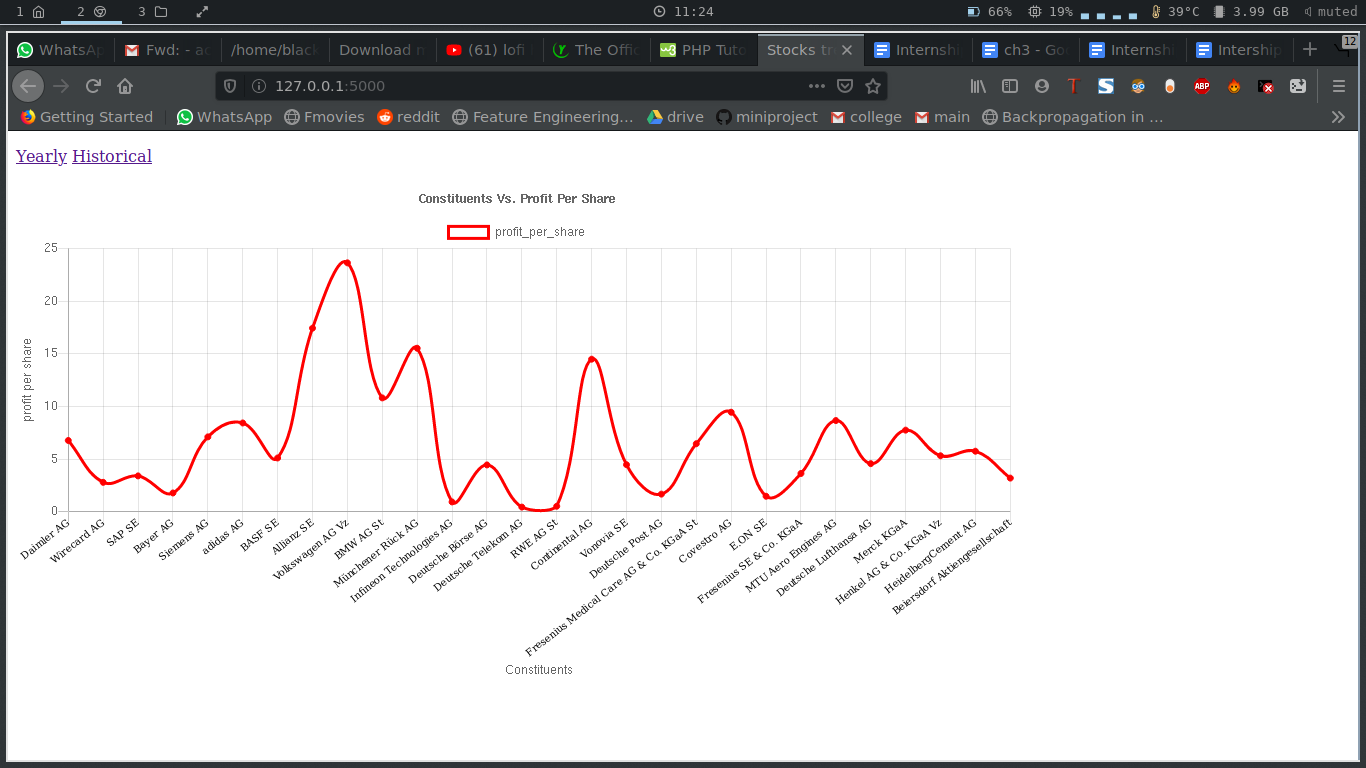 1 2 3 11:24 66% 19% 39°C 3.99 GB muted
WhatsAp Fwd: - ac /home/black Download n (61) lofi The Offic PHP Tuto Stocks tr Internshi ch3 - Goo Internshi Intership 12
127.0.0.1:5000
Getting Started WhatsApp Fmovies reddit Feature Engineering... drive miniproject college main Backpropagation in ...
Yearly Historical
Constituents Vs. Profit Per Share
profit_per_share
25
20
15
10
5
0
profit per share
Daimler AG
Wirecard AG
SAP SE
Bayer AG
Siemens AG
adidas AG
BASF SE
Allianz SE
Volkswagen AG Vz
BMW AG St
Münchener Rück AG
Infineon Technologies AG
Deutsche Börse AG
Deutsche Telekom AG
RWE AG St
Continental AG
Vonovia SE
Deutsche Post AG
Fresenius Medical Care AG & Co. KGaA St
Covestro AG
E.ON SE
Fresenius SE & Co. KGaA
MTU Aero Engines AG
Deutsche Lufthansa AG
Merck KGaA
Henkel AG & Co. KGaA Vz
HeidelbergCement AG
Beiersdorf Aktiengesellschaft
Constituents